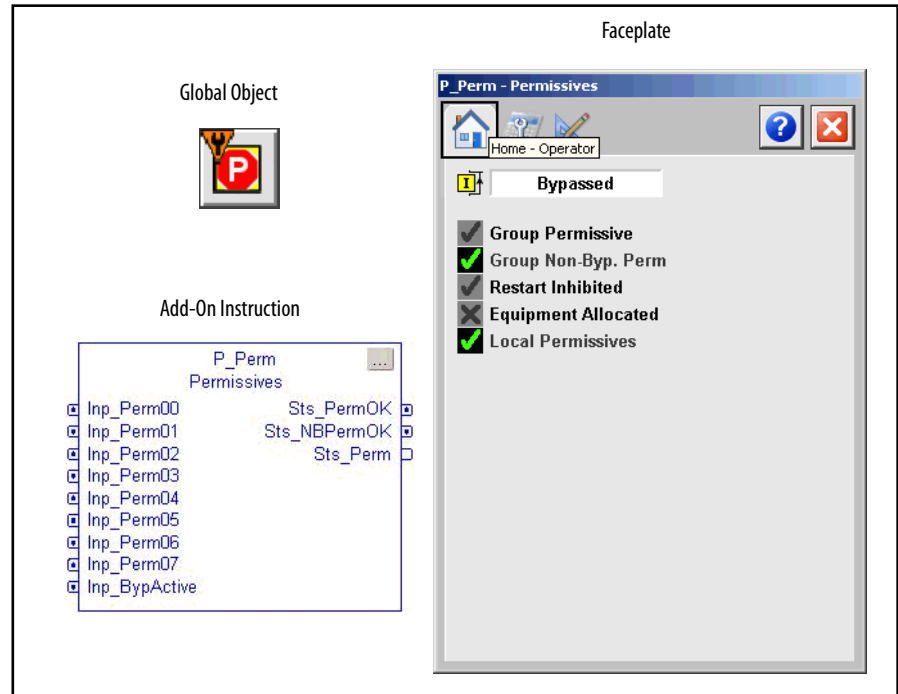 Global Object
P
Add-On Instruction
P_Perm
...
Permissives
Inp_Perm00 Sts_PermOK
Inp_Perm01 Sts_NBPermOK
Inp_Perm02 Sts_Perm
Inp_Perm03
Inp_Perm04
Inp_Perm05
Inp_Perm06
Inp_Perm07
Inp_BypActive
Faceplate
P_Perm - Permissives
?
Home - Operator
I Bypassed
Group Permissive
Group Non-Byp. Perm
Restart Inhibited
Equipment Allocated
Local Permissives